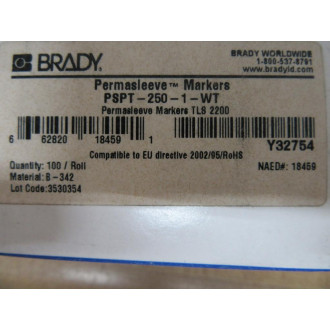 BRADY
BRADY WORLDWIDE
1-800-537-8791
www.bradyid.com
Permasleeve™ Markers
PSPT-250-1-WT
Permasleeve Markers TLS 2200
6 62820 18459 1
Y32754
Compatible to EU directive 2002/95/RoHS
Quantity: 100 / Roll
NAED#: 18459
Material: B-342
Lot Code: 3530354